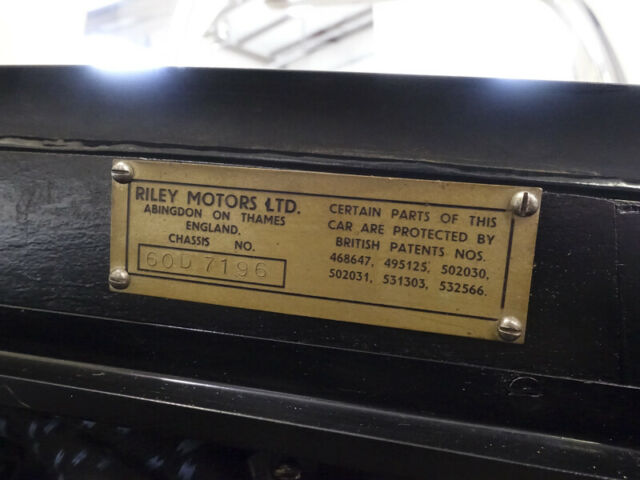 RILEY MOTORS LTD.
ABINGDON ON THAMES
ENGLAND.
CHASSIS NO.
60D 7196
CERTAIN PARTS OF THIS
CAR ARE PROTECTED BY
BRITISH PATENTS NOS.
468647, 495125, 502030,
502031, 531303, 532566.